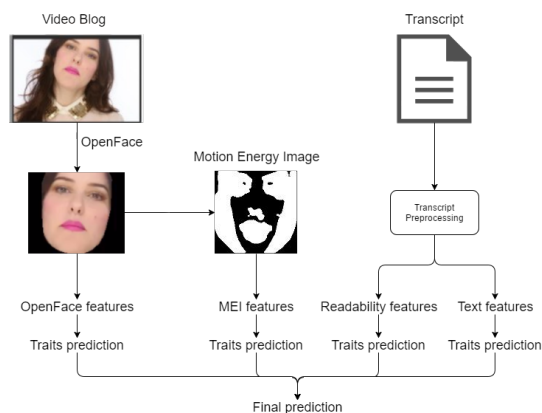 Video Blog
Transcript
OpenFace
Motion Energy Image
Transcript
Preprocessing
OpenFace features
MEI features
Readability features
Text features
Traits prediction
Traits prediction
Traits prediction
Traits prediction
Final prediction